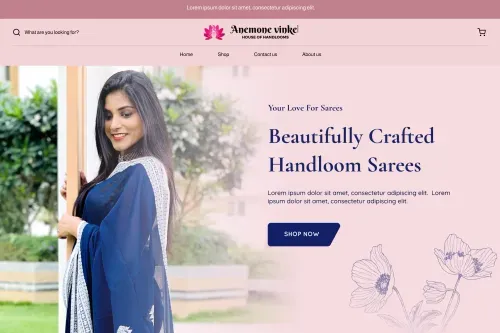 Lorem ipsum dolor sit amet, consectetur adipiscing elit
What are you looking for?
Anemone vinkel
HOUSE OF HANDLOOMS
Home
Shop
Contact us
About us
Your Love For Sarees
Beautifully Crafted
Handloom Sarees
Lorem ipsum dolor sit amet, consectetur adipiscing elit. Lorem
ipsum dolor sit amet, consectetur adipiscing elit.
SHOP NOW